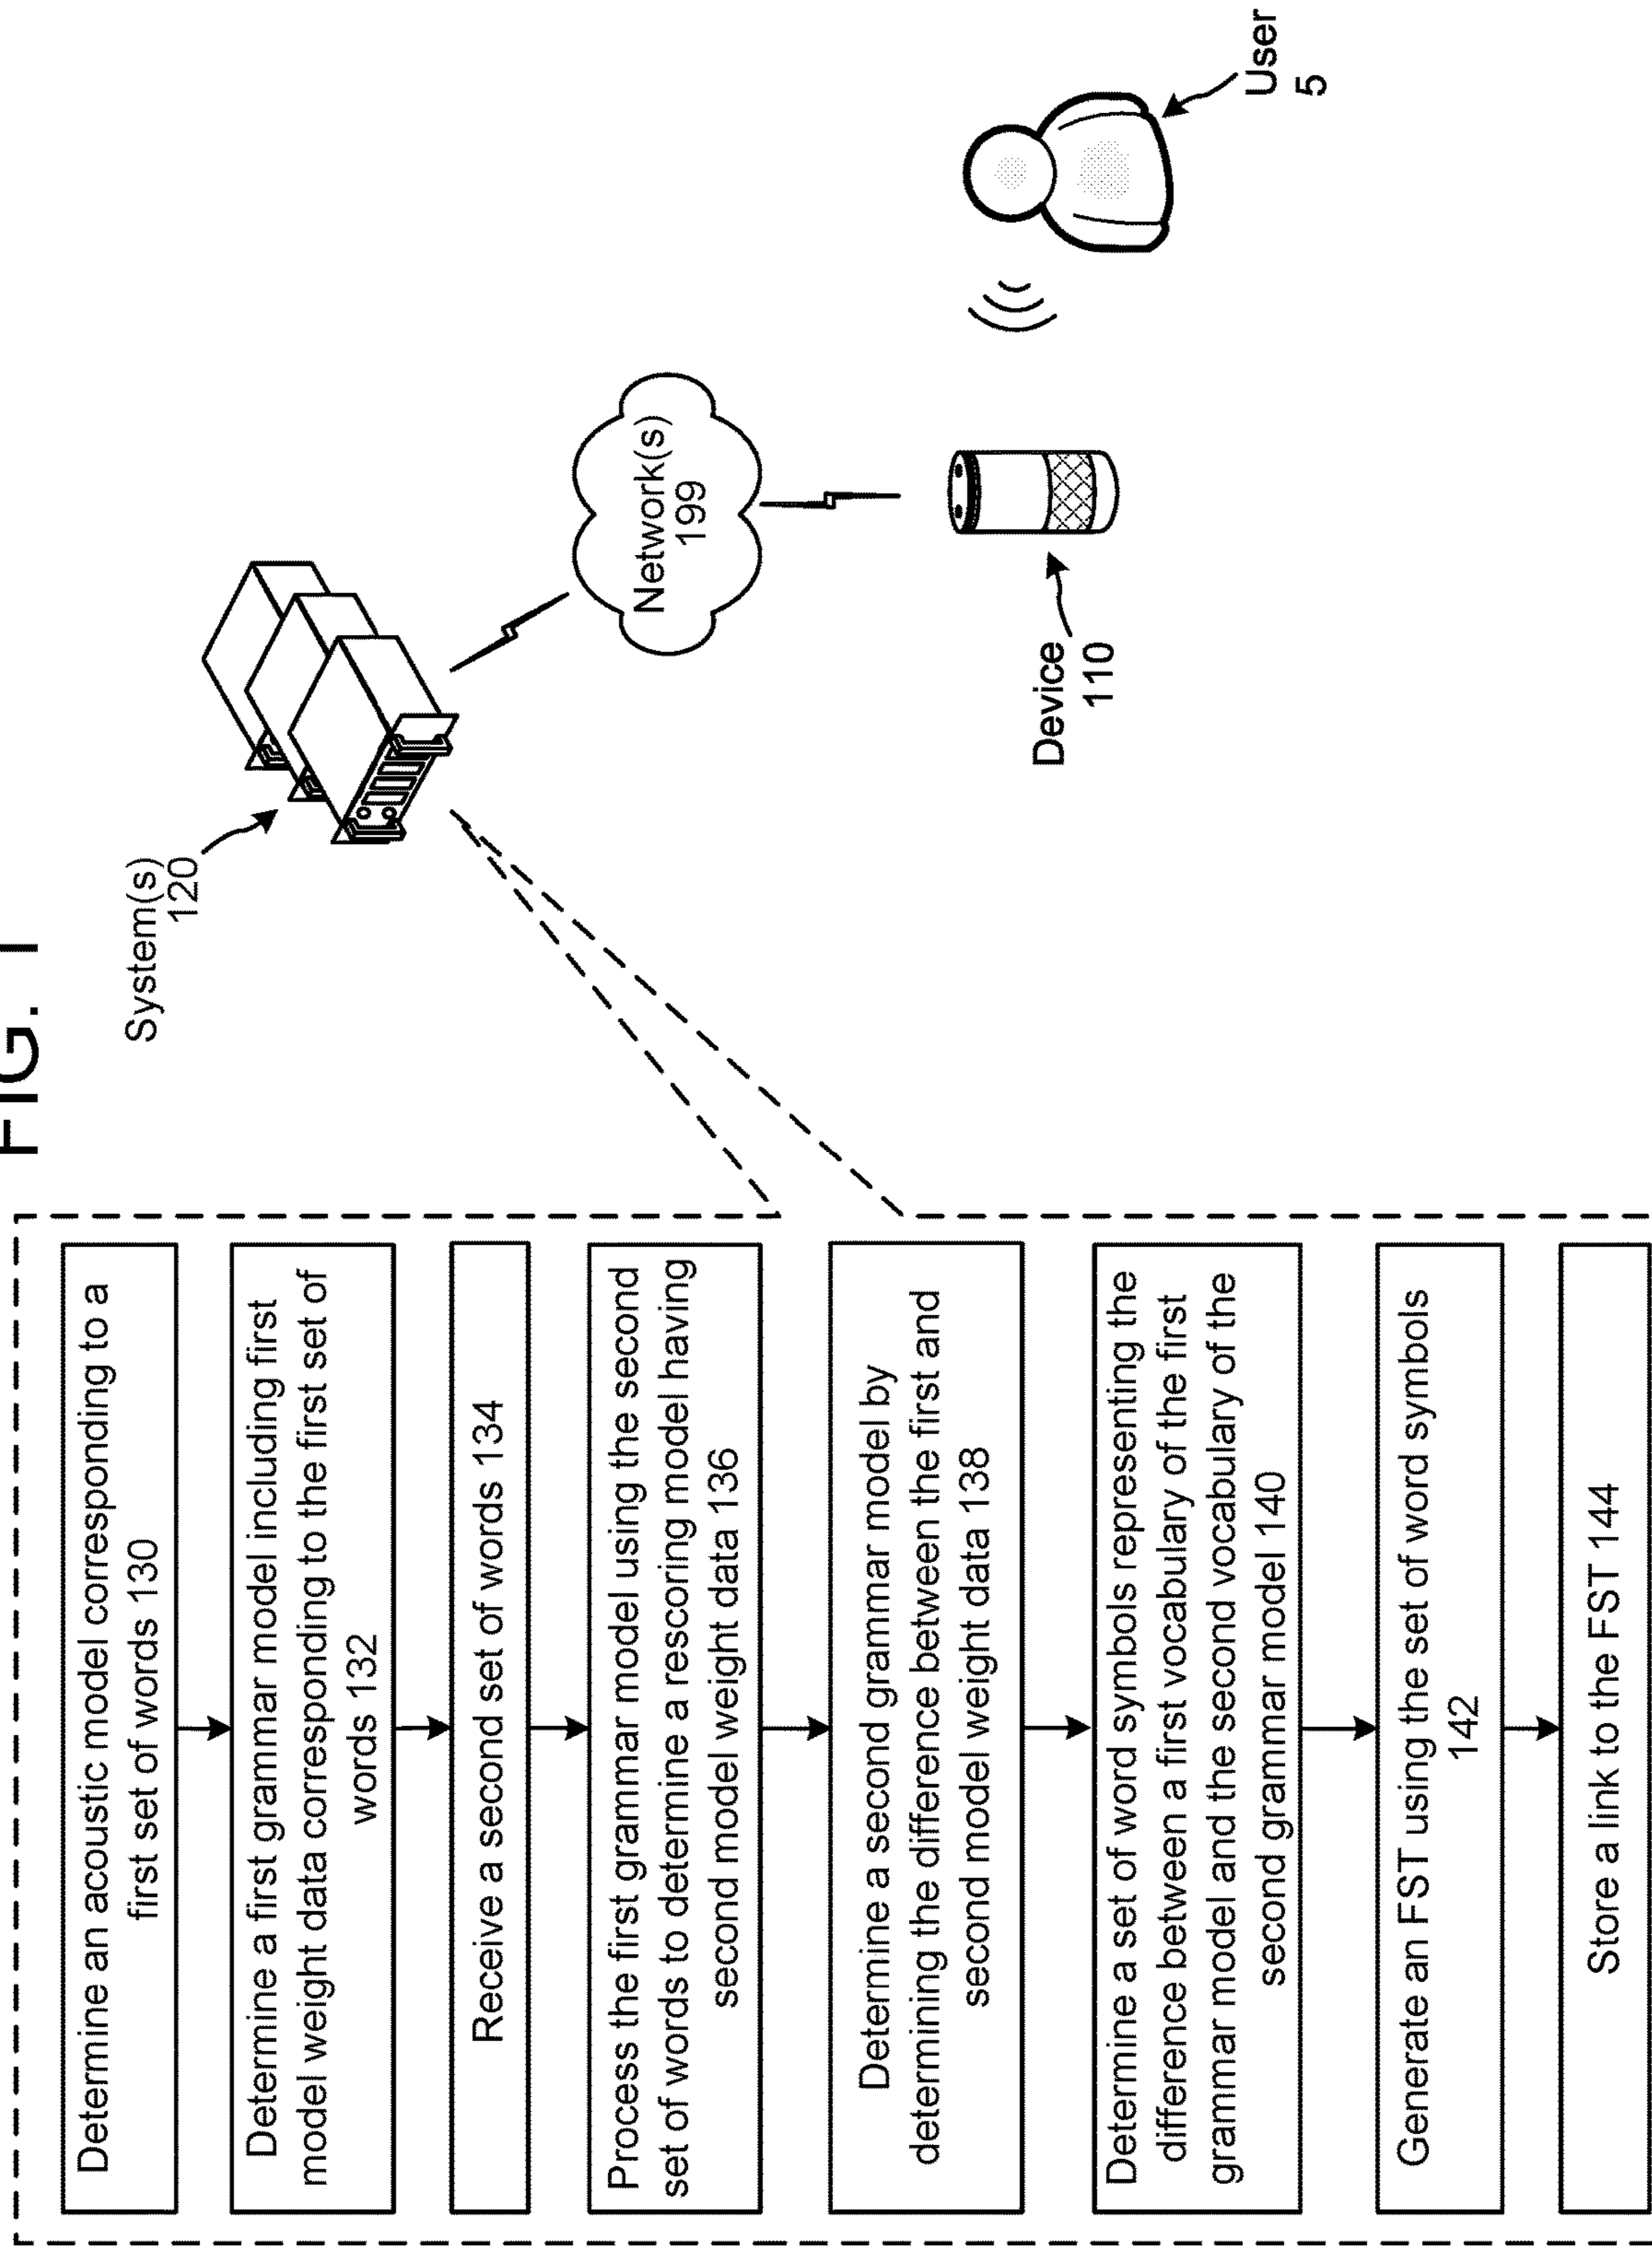 FIG. 1
System(s)
120
Network(s)
199
Device
110
User
5
Determine an acoustic model corresponding to a
first set of words 130
Determine a first grammar model including first
model weight data corresponding to the first set of
words 132
Receive a second set of words 134
Process the first grammar model using the second
set of words to determine a rescoring model having
second model weight data 136
Determine a second grammar model by
determining the difference between the first and
second model weight data 138
Determine a set of word symbols representing the
difference between a first vocabulary of the first
grammar model and the second vocabulary of the
second grammar model 140
Generate an FST using the set of word symbols
142
Store a link to the FST 144